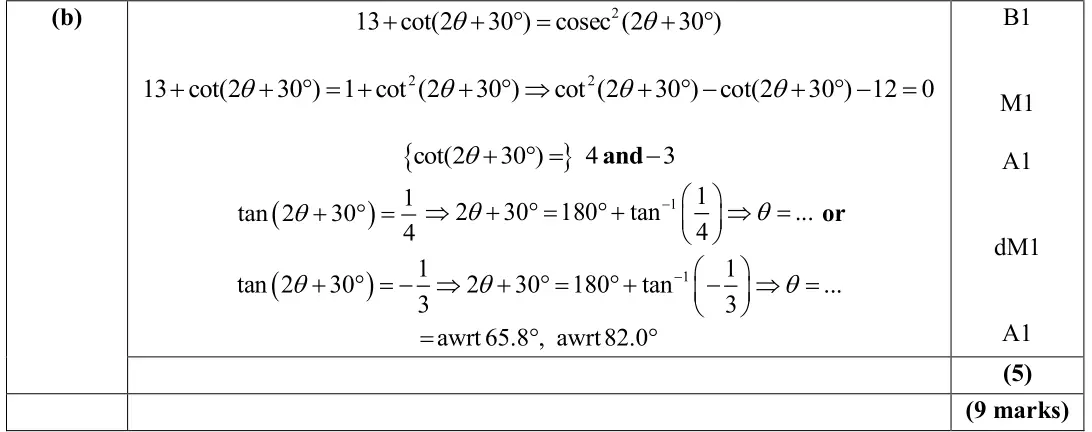 (b) 13 + cot(2θ + 30°) = cosec²(2θ + 30°) B1
13 + cot(2θ + 30°) = 1 + cot²(2θ + 30°) ⇒ cot²(2θ + 30°) − cot(2θ + 30°) − 12 = 0
M1
{cot(2θ + 30°) =} 4 and −3 A1
tan(2θ + 30°) = 1/4 ⇒ 2θ + 30° = 180° + tan⁻¹(1/4) ⇒ θ = ... or
dM1
tan(2θ + 30°) = −1/3 ⇒ 2θ + 30° = 180° + tan⁻¹(−1/3) ⇒ θ = ...
= awrt 65.8°, awrt 82.0° A1
(5)
(9 marks)